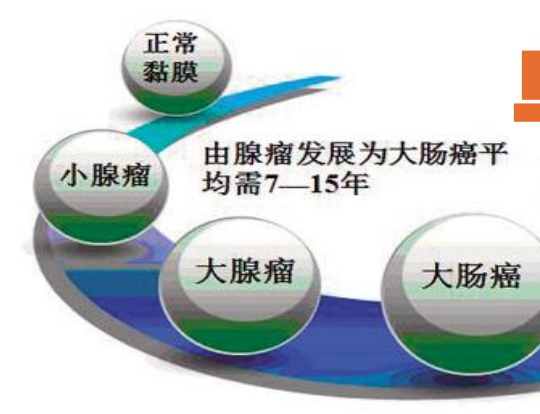 正常
黏膜
由腺瘤发展为大肠癌平
均需7—15年
小腺瘤
大腺瘤
大肠癌